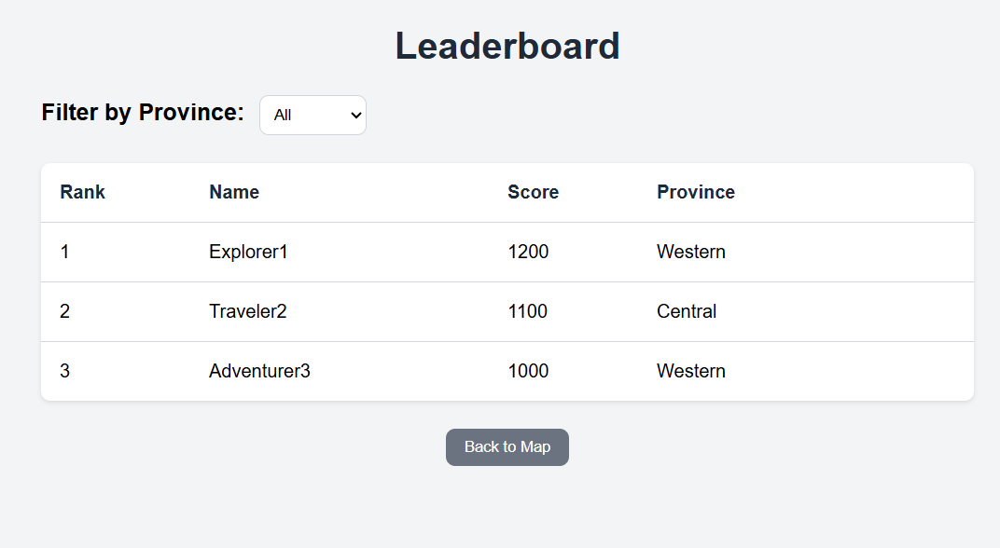 Leaderboard
Filter by Province: All
Rank Name Score Province
1 Explorer1 1200 Western
2 Traveler2 1100 Central
3 Adventurer3 1000 Western
Back to Map